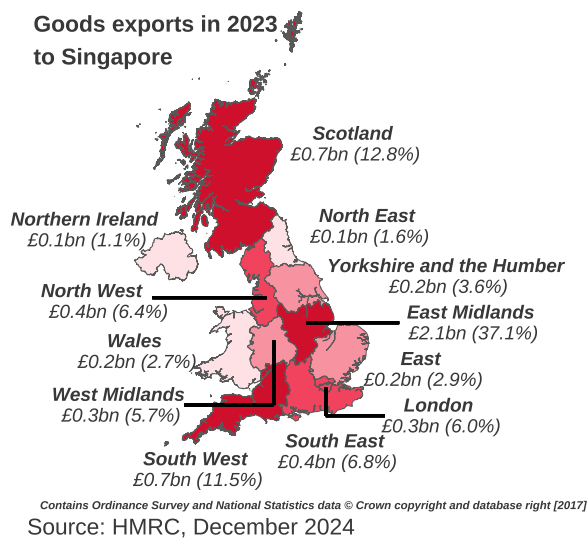 Goods exports in 2023
to Singapore
Scotland
£0.7bn (12.8%)
Northern Ireland
£0.1bn (1.1%)
North East
£0.1bn (1.6%)
Yorkshire and the Humber
£0.2bn (3.6%)
North West
£0.4bn (6.4%)
East Midlands
£2.1bn (37.1%)
Wales
£0.2bn (2.7%)
East
£0.2bn (2.9%)
West Midlands
£0.3bn (5.7%)
London
£0.3bn (6.0%)
South East
£0.4bn (6.8%)
South West
£0.7bn (11.5%)
Contains Ordinance Survey and National Statistics data © Crown copyright and database right [2017]
Source: HMRC, December 2024